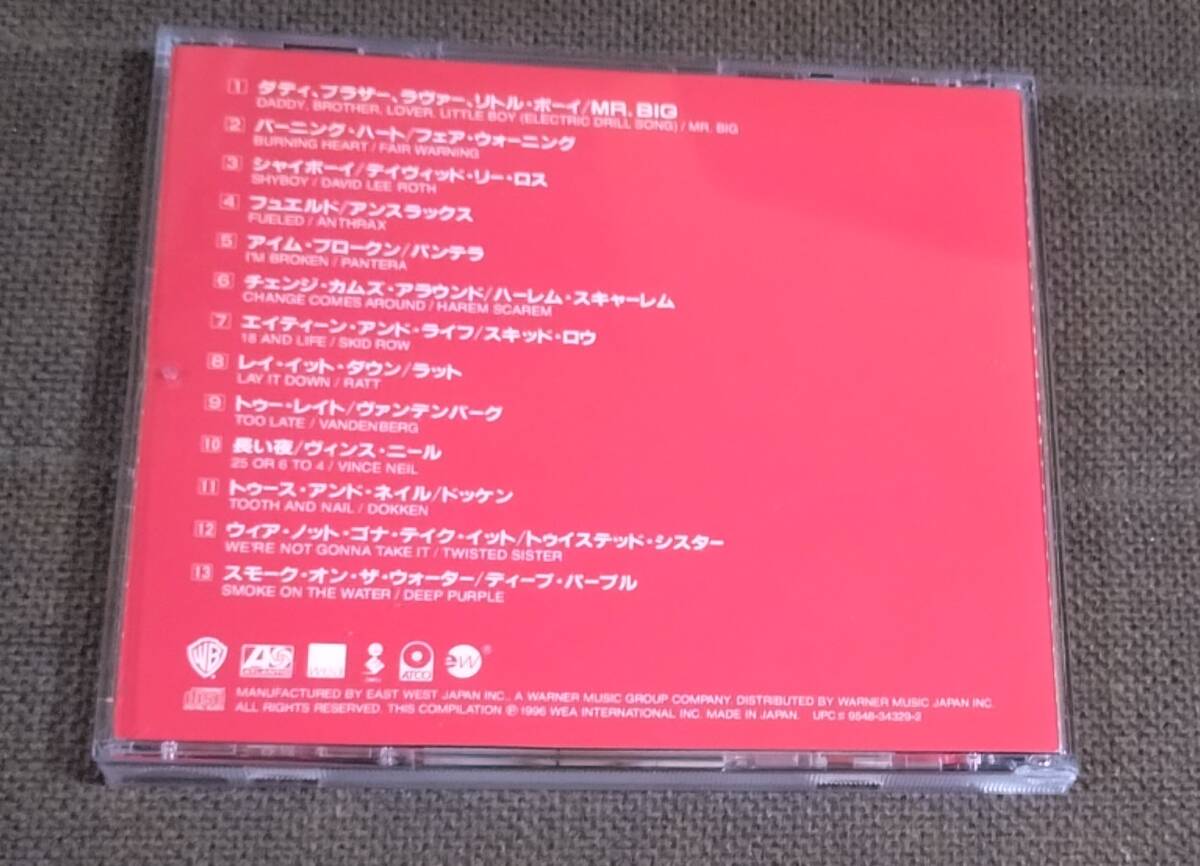 1 ダディ、ブラザー、ラヴァー、リトル・ボーイ/MR. BIG
DADDY, BROTHER, LOVER, LITTLE BOY (ELECTRIC DRILL SONG) / MR. BIG
2 バーニング・ハート/フェア・ウォーニング
BURNING HEART / FAIR WARNING
3 シャイボーイ/デイヴィッド・リー・ロス
SHYBOY / DAVID LEE ROTH
4 フュエルド/アンスラックス
FUELED / ANTHRAX
5 アイム・ブロークン/パンテラ
I'M BROKEN / PANTERA
6 チェンジ・カムズ・アラウンド/ハーレム・スキャーレム
CHANGE COMES AROUND / HAREM SCAREM
7 エイティーン・アンド・ライフ/スキッド・ロウ
18 AND LIFE / SKID ROW
8 レイ・イット・ダウン/ラット
LAY IT DOWN / RATT
9 トゥー・レイト/ヴァンデンバーグ
TOO LATE / VANDENBERG
10 長い夜/ヴィンス・ニール
25 OR 6 TO 4 / VINCE NEIL
11 トゥース・アンド・ネイル/ドッケン
TOOTH AND NAIL / DOKKEN
12 ウィア・ノット・ゴナ・テイク・イット/トゥイステッド・シスター
WE'RE NOT GONNA TAKE IT / TWISTED SISTER
13 スモーク・オン・ザ・ウォーター/ディープ・パープル
SMOKE ON THE WATER / DEEP PURPLE
WB ATLANTIC ATCO ew ®
disc MANUFACTURED BY EAST WEST JAPAN INC., A WARNER MUSIC GROUP COMPANY. DISTRIBUTED BY WARNER MUSIC JAPAN INC.
ALL RIGHTS RESERVED. THIS COMPILATION ℗ 1996 WEA INTERNATIONAL INC. MADE IN JAPAN. UPC# 9548-34329-2